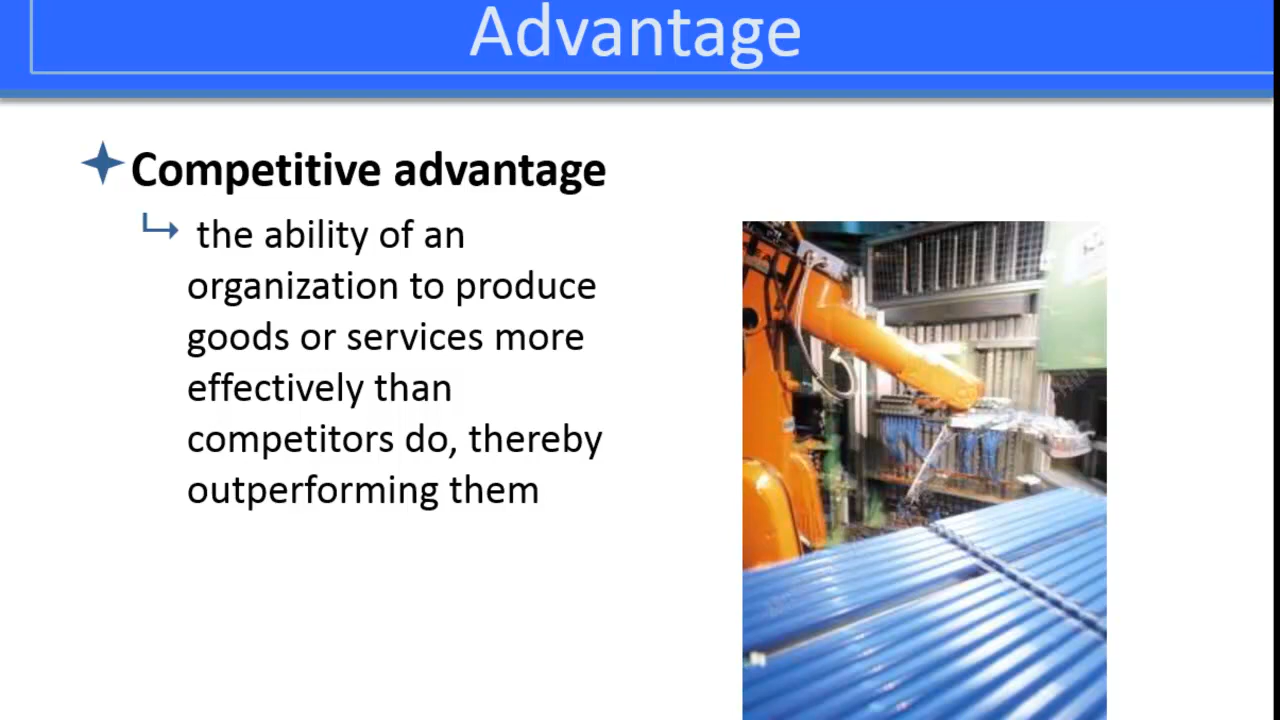 Advantage
Competitive advantage
the ability of an
organization to produce
goods or services more
effectively than
competitors do, thereby
outperforming them